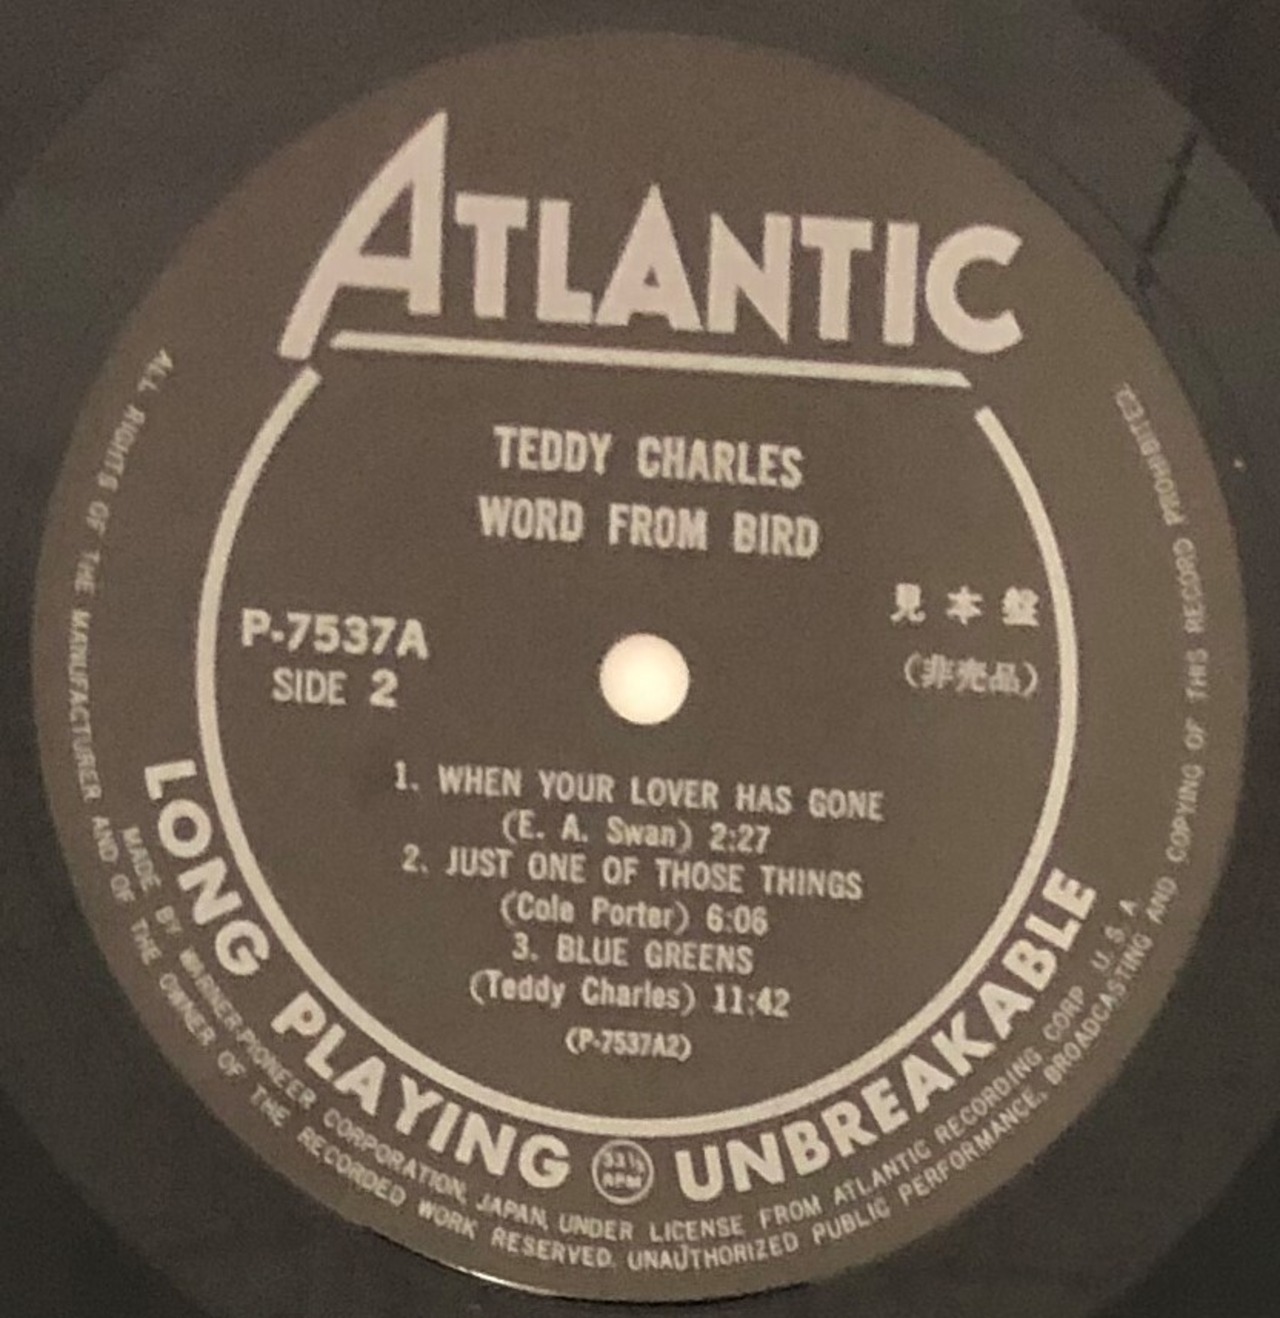 ATLANTIC
TEDDY CHARLES
WORD FROM BIRD
P-7537A
SIDE 2
見本盤
(非売品)
1. WHEN YOUR LOVER HAS GONE
(E. A. Swan) 2:27
2. JUST ONE OF THOSE THINGS
(Cole Porter) 6:06
3. BLUE GREENS
(Teddy Charles) 11:42
(P-7537A2)
LONG PLAYING 33⅓ RPM UNBREAKABLE
MADE BY WARNER-PIONEER CORPORATION, JAPAN, UNDER LICENSE FROM ATLANTIC RECORDING CORP. U. S. A.
ALL RIGHTS OF THE MANUFACTURER AND OF THE OWNER OF THE RECORDED WORK RESERVED. UNAUTHORIZED PUBLIC PERFORMANCE, BROADCASTING AND COPYING OF THIS RECORD PROHIBITED.